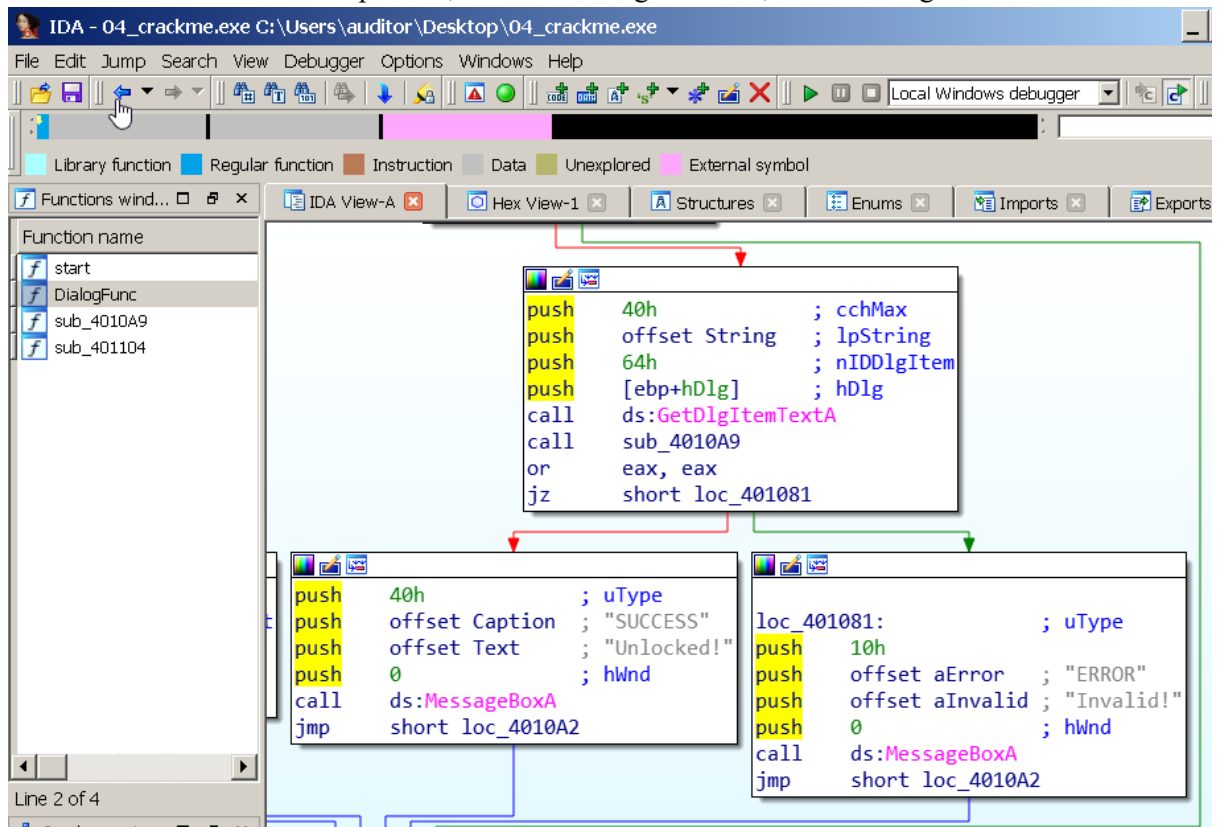 IDA - 04_crackme.exe C:\Users\auditor\Desktop\04_crackme.exe
File Edit Jump Search View Debugger Options Windows Help
Local Windows debugger
Library function Regular function Instruction Data Unexplored External symbol
Functions wind...
IDA View-A Hex View-1 Structures Enums Imports Exports
Function name
start
DialogFunc
sub_4010A9
sub_401104
Line 2 of 4
push 40h ; cchMax
push offset String ; lpString
push 64h ; nIDDlgItem
push [ebp+hDlg] ; hDlg
call ds:GetDlgItemTextA
call sub_4010A9
or eax, eax
jz short loc_401081
push 40h ; uType
push offset Caption ; "SUCCESS"
push offset Text ; "Unlocked!"
push 0 ; hWnd
call ds:MessageBoxA
jmp short loc_4010A2
loc_401081: ; uType
push 10h
push offset aError ; "ERROR"
push offset aInvalid ; "Invalid!"
push 0 ; hWnd
call ds:MessageBoxA
jmp short loc_4010A2